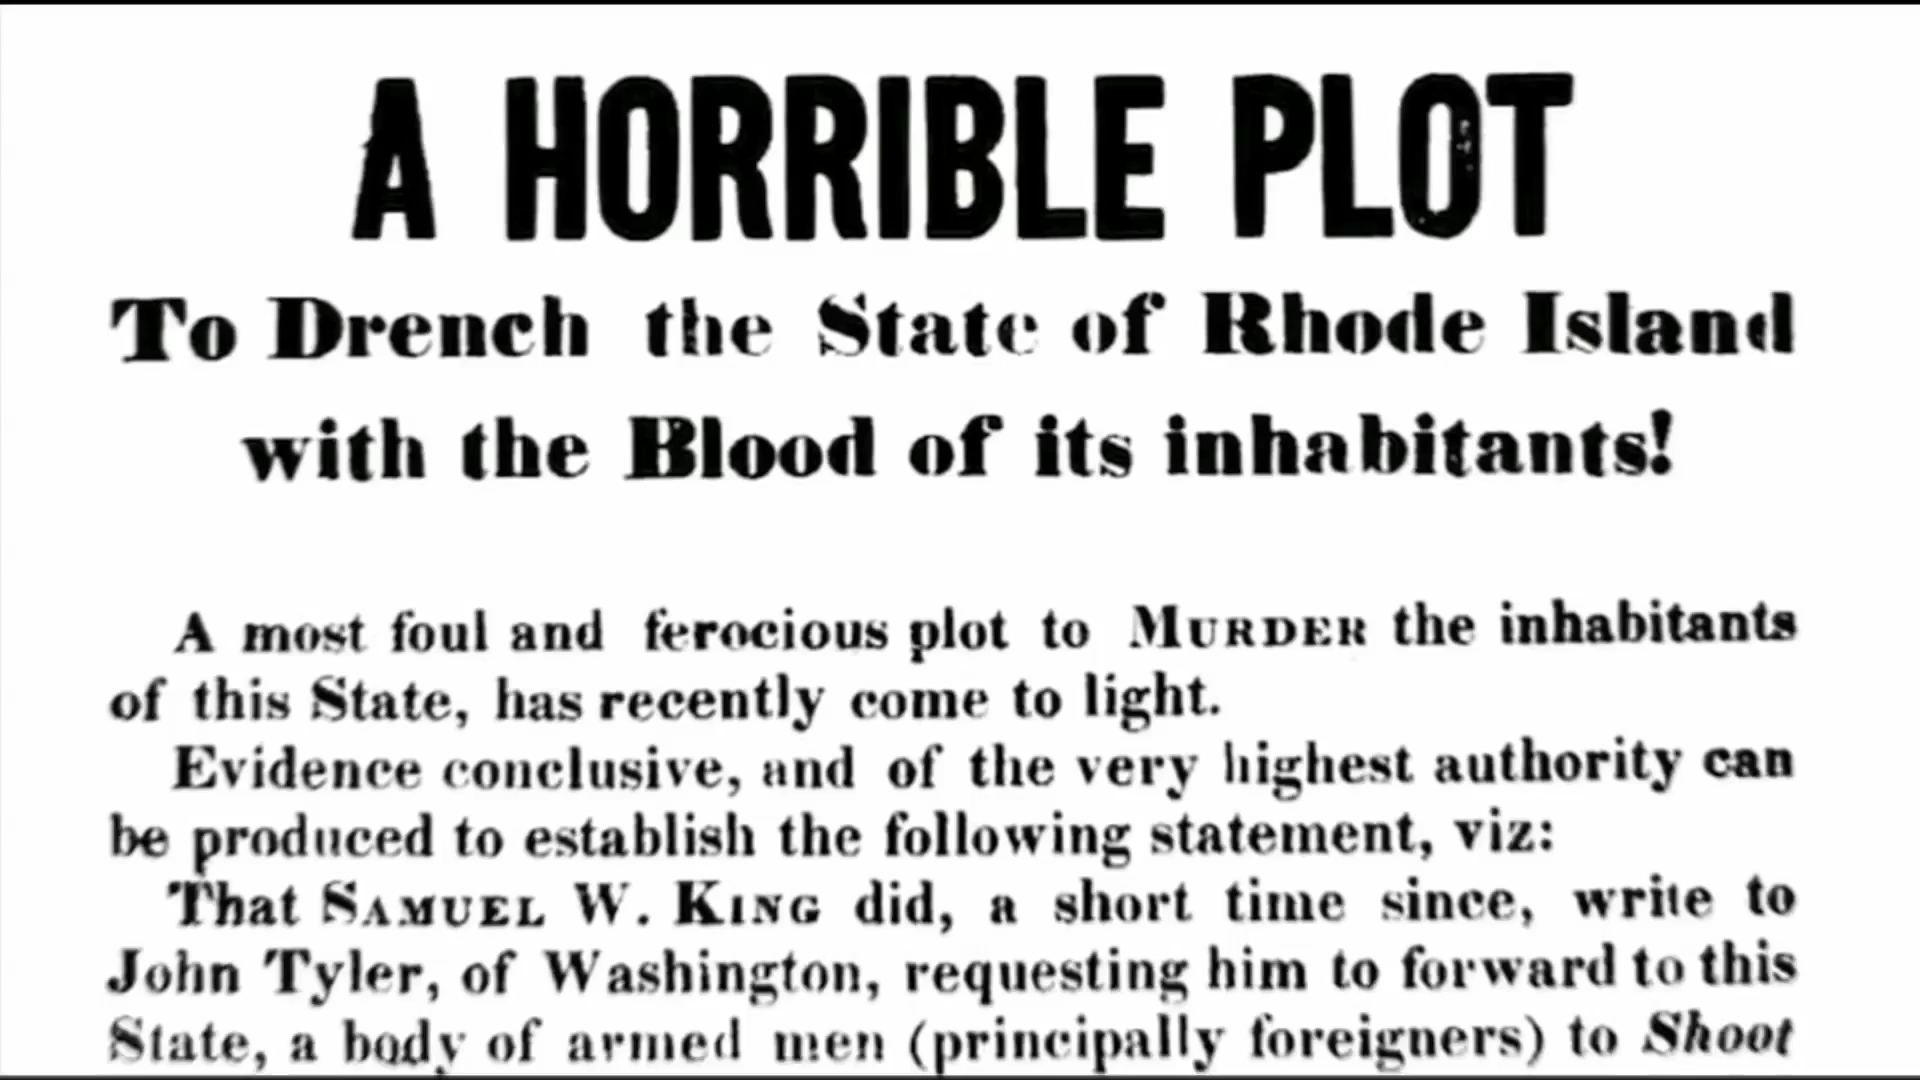 A HORRIBLE PLOT
To Drench the State of Rhode Island
with the Blood of its inhabitants!
A most foul and ferocious plot to MURDER the inhabitants
of this State, has recently come to light.
Evidence conclusive, and of the very highest authority can
be produced to establish the following statement, viz:
That SAMUEL W. KING did, a short time since, write to
John Tyler, of Washington, requesting him to forward to this
State, a body of armed men (principally foreigners) to Shoot